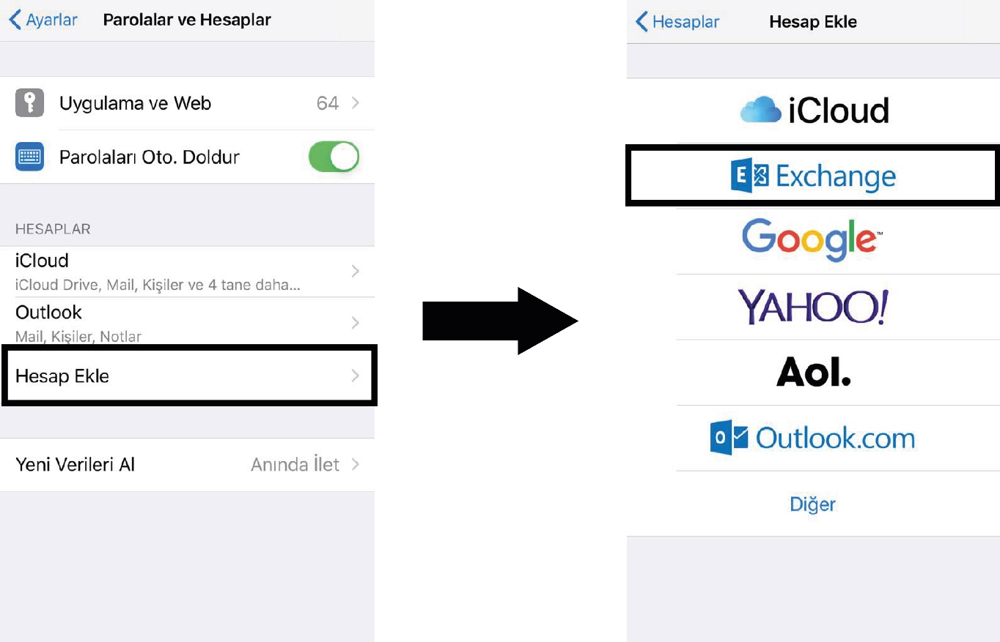 Ayarlar Parolalar ve Hesaplar
Uygulama ve Web 64
Parolaları Oto. Doldur
HESAPLAR
iCloud
iCloud Drive, Mail, Kişiler ve 4 tane daha...
Outlook
Mail, Kişiler, Notlar
Hesap Ekle
Yeni Verileri Al Anında İlet
Hesaplar Hesap Ekle
iCloud
E Exchange
Google™
YAHOO!
Aol.
O Outlook.com
Diğer